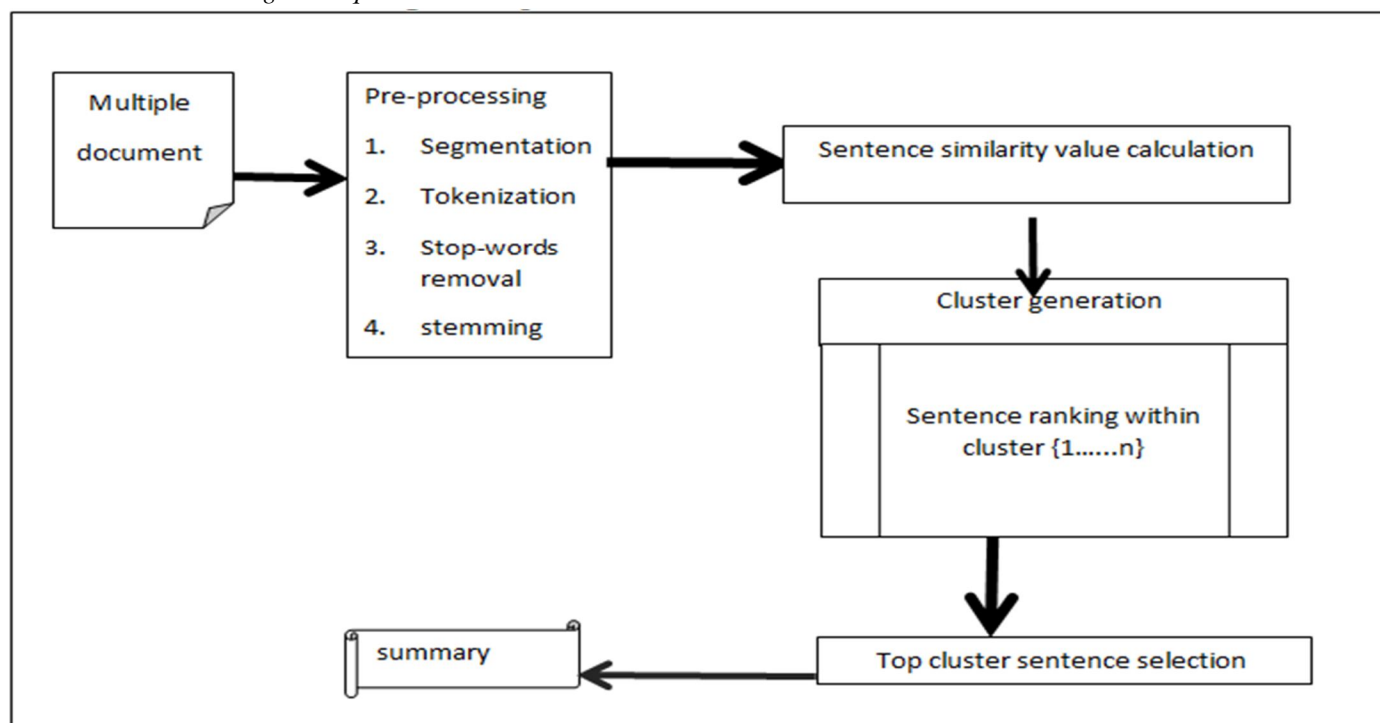 Multiple
document
Pre-processing
1. Segmentation
2. Tokenization
3. Stop-words
removal
4. stemming
Sentence similarity value calculation
Cluster generation
Sentence ranking within
cluster {1......n}
Top cluster sentence selection
summary